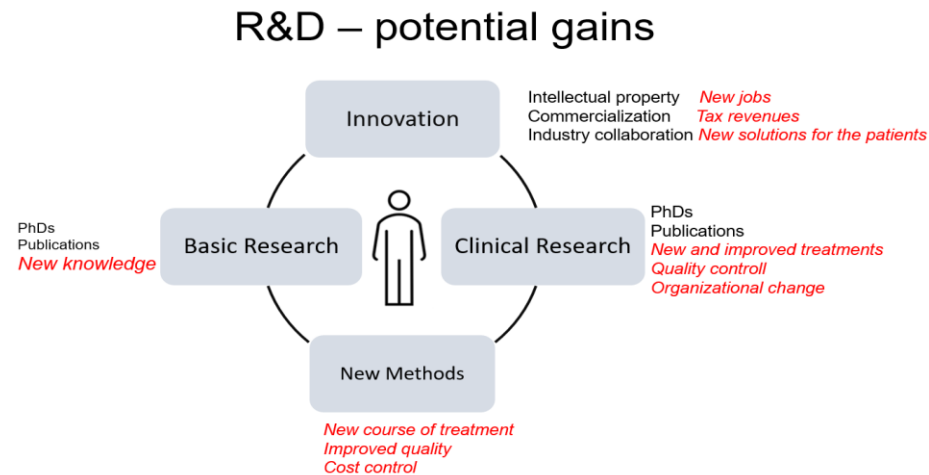 R&D – potential gains
Innovation
Intellectual property New jobs
Commercialization Tax revenues
Industry collaboration New solutions for the patients
PhDs
Publications
New knowledge
Basic Research
Clinical Research
PhDs
Publications
New and improved treatments
Quality controll
Organizational change
New Methods
New course of treatment
Improved quality
Cost control